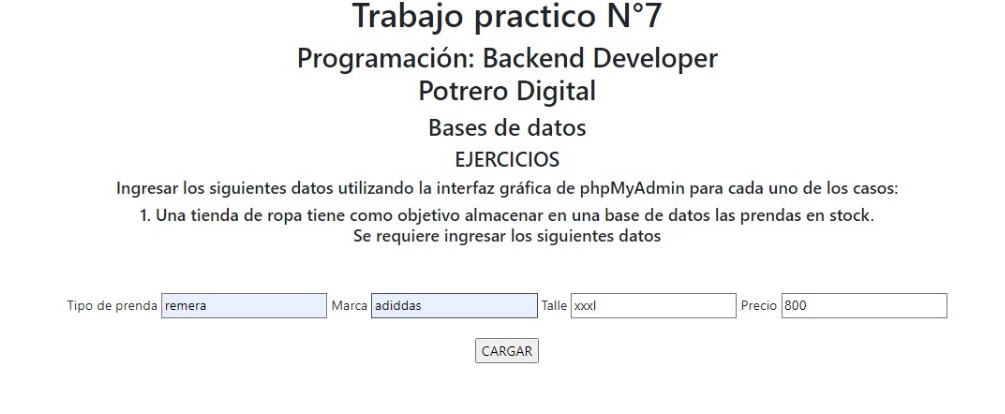 Trabajo practico N°7
Programación: Backend Developer
Potrero Digital
Bases de datos
EJERCICIOS
Ingresar los siguientes datos utilizando la interfaz gráfica de phpMyAdmin para cada uno de los casos:
1. Una tienda de ropa tiene como objetivo almacenar en una base de datos las prendas en stock.
Se requiere ingresar los siguientes datos
Tipo de prenda remera Marca adiddas Talle xxxl Precio 800
CARGAR